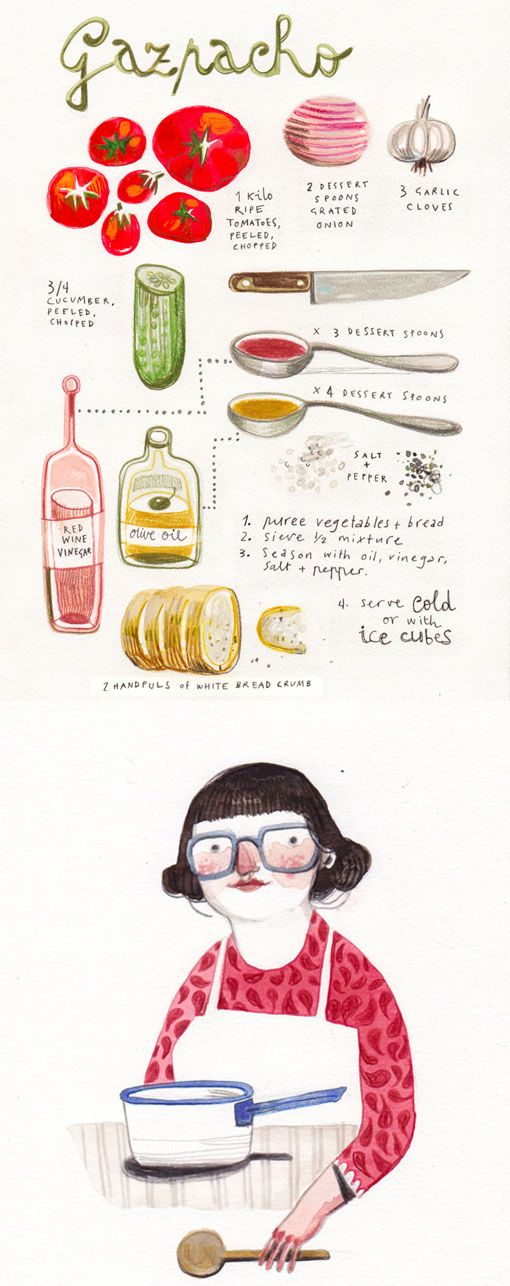 Gazpacho
1 Kilo
RIPE
TOMATOES,
PEELED,
CHOPPED
2 DESSERT
SPOONS
GRATED
ONION
3 GARLIC
CLOVES
3/4
CUCUMBER,
PEELED,
CHOPPED
x 3 DESSERT SPOONS
x 4 DESSERT SPOONS
SALT
+
PEPPER
RED
WINE
VINEGAR
olive oil
1. puree vegetables + bread
2. sieve 1/2 mixture
3. Season with oil, vinegar,
salt + pepper.
4. serve cold
or with
ice cubes
2 HANDFULS of WHITE BREAD CRUMB